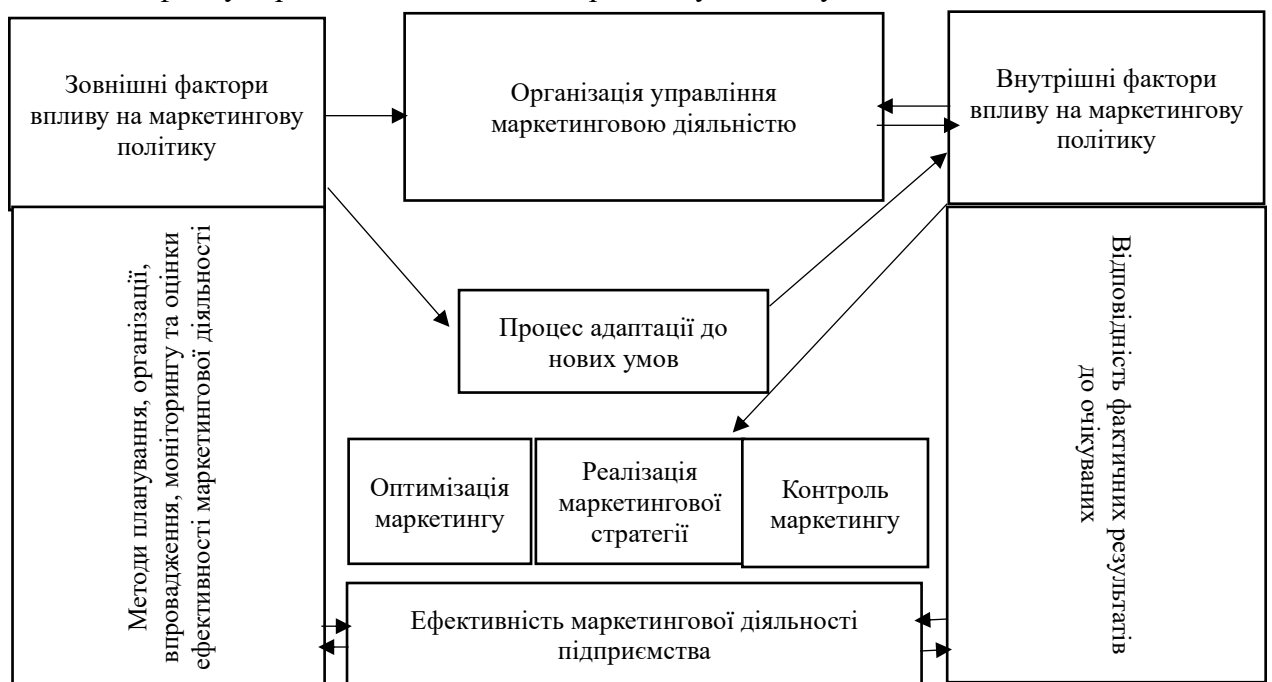 Зовнішні фактори
впливу на маркетингову
політику
Організація управління
маркетинговою діяльністю
Внутрішні фактори
впливу на маркетингову
політику
Методи планування, організації,
впровадження, моніторингу та оцінки
ефективності маркетингової діяльності
Процес адаптації до
нових умов
Відповідність фактичних результатів
до очікуваних
Оптимізація
маркетингу
Реалізація
маркетингової
стратегії
Контроль
маркетингу
Ефективність маркетингової діяльності
підприємства